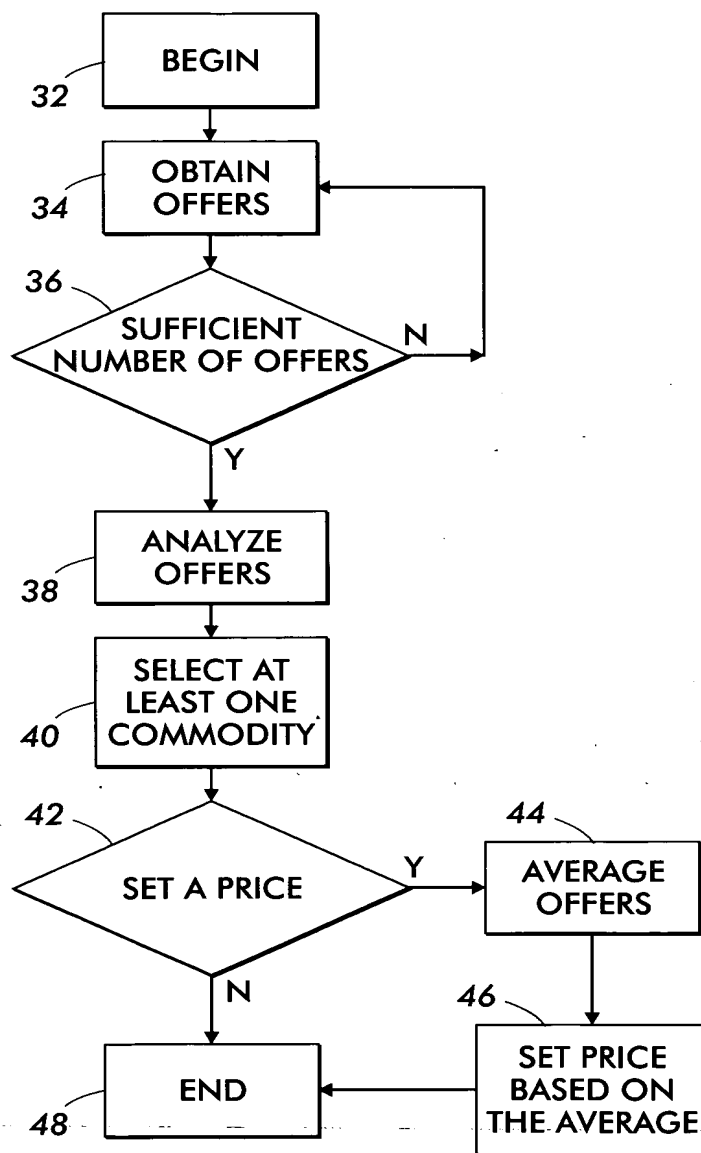 BEGIN
32
OBTAIN
OFFERS
34
36
SUFFICIENT
NUMBER OF OFFERS
N
Y
ANALYZE
OFFERS
38
SELECT AT
LEAST ONE
COMMODITY
40
42
SET A PRICE
Y
N
44
AVERAGE
OFFERS
46
SET PRICE
BASED ON
THE AVERAGE
END
48